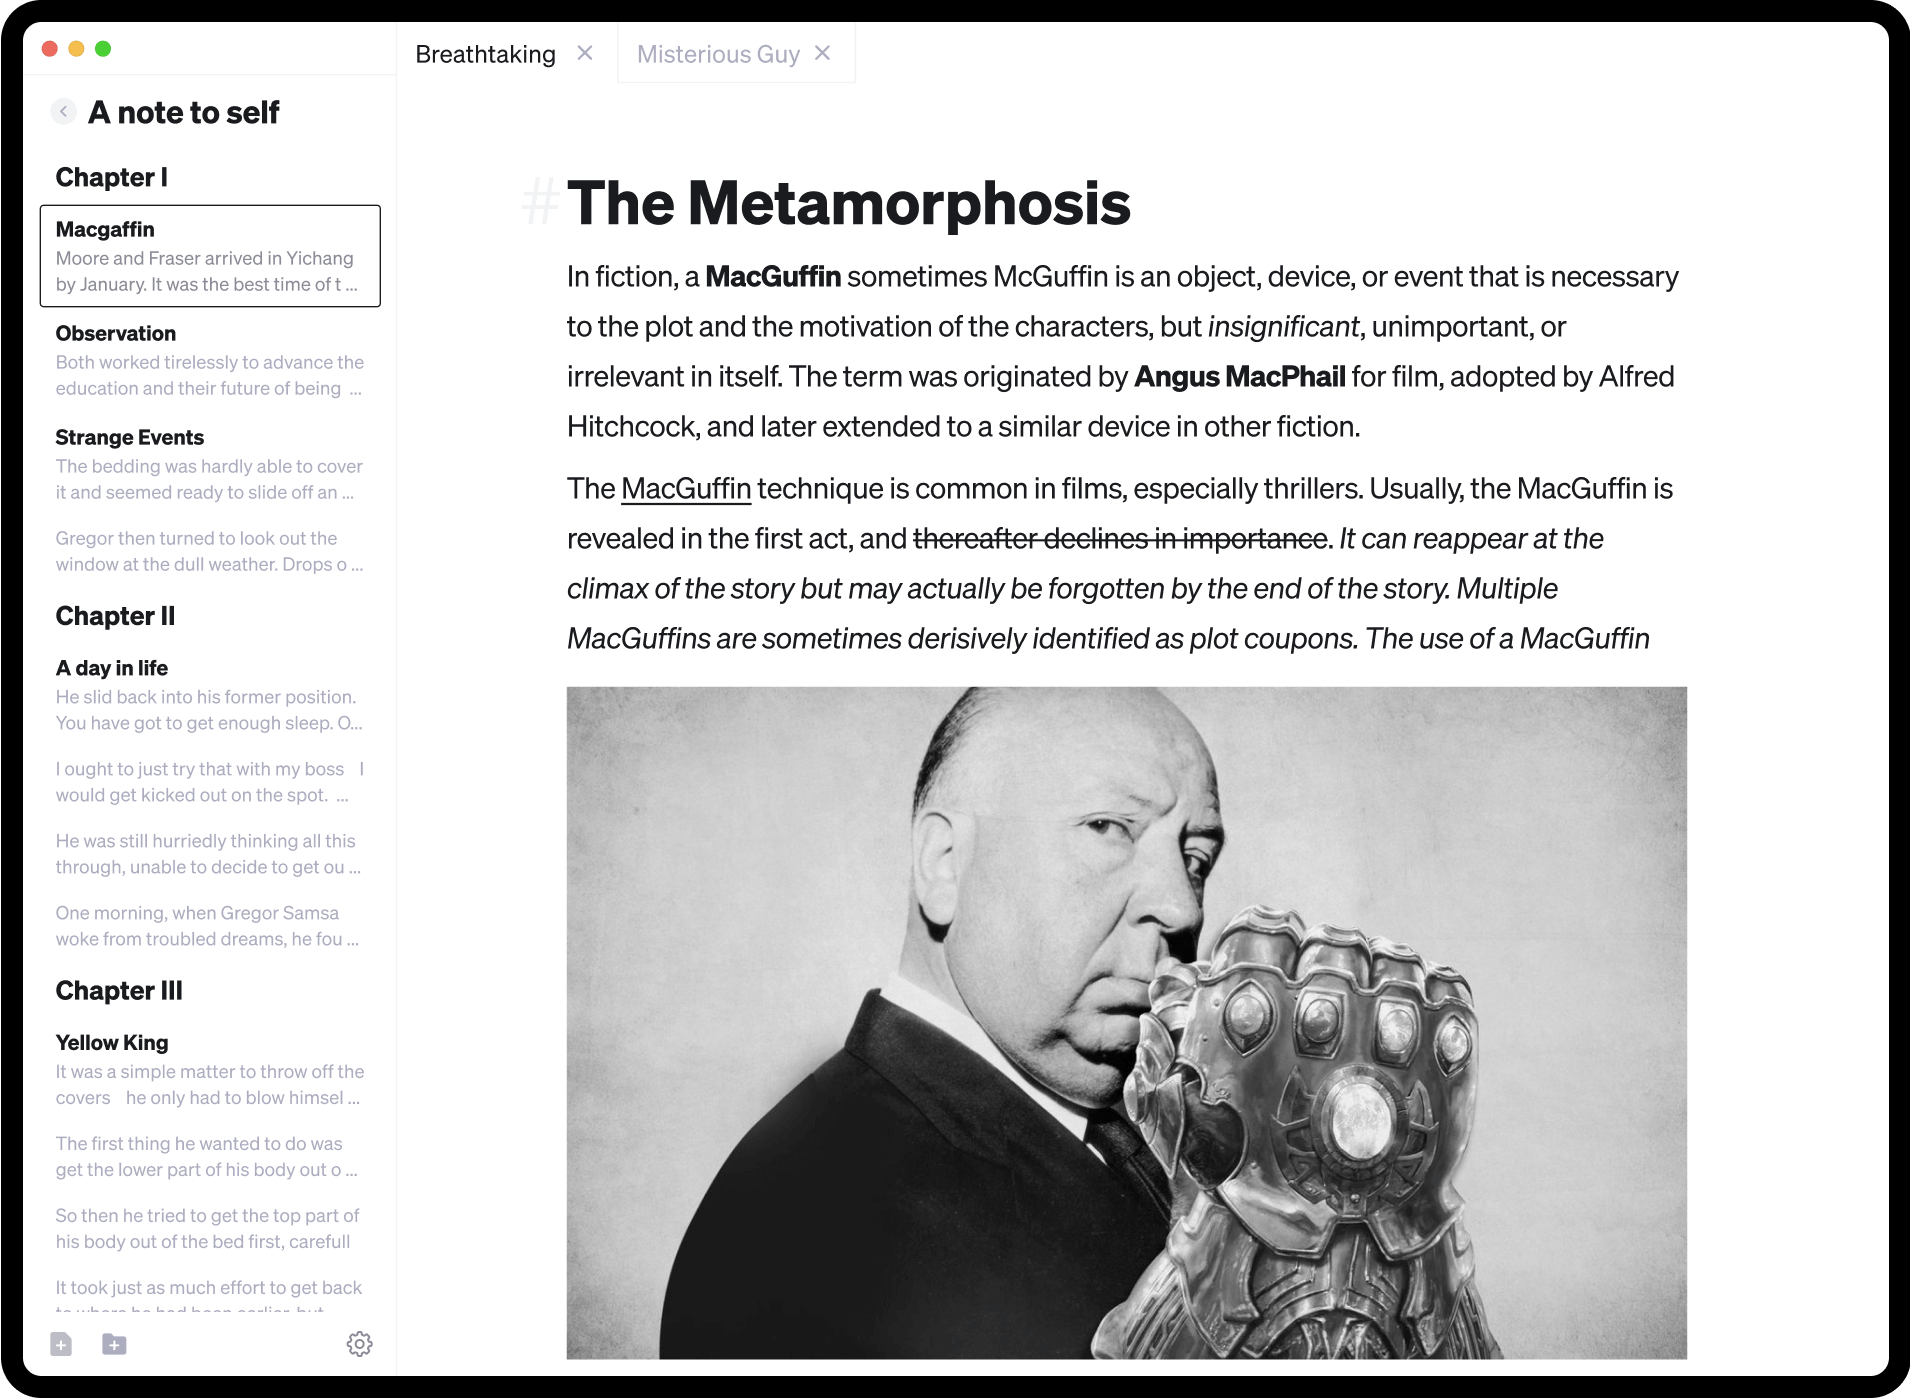 Breathtaking
Misterious Guy
A note to self
Chapter I
Macgaffin
Moore and Fraser arrived in Yichang
by January. It was the best time of t ...
Observation
Both worked tirelessly to advance the
education and their future of being ...
Strange Events
The bedding was hardly able to cover
it and seemed ready to slide off an ...
Gregor then turned to look out the
window at the dull weather. Drops o ...
Chapter II
A day in life
He slid back into his former position.
You have got to get enough sleep. O...
I ought to just try that with my boss I
would get kicked out on the spot. ...
He was still hurriedly thinking all this
through, unable to decide to get ou ...
One morning, when Gregor Samsa
woke from troubled dreams, he fou ...
Chapter III
Yellow King
It was a simple matter to throw off the
covers he only had to blow himsel ...
The first thing he wanted to do was
get the lower part of his body out o ...
So then he tried to get the top part of
his body out of the bed first, carefull
It took just as much effort to get back
to where he had been earlier, but
# The Metamorphosis
In fiction, a MacGuffin sometimes McGuffin is an object, device, or event that is necessary
to the plot and the motivation of the characters, but insignificant, unimportant, or
irrelevant in itself. The term was originated by Angus MacPhail for film, adopted by Alfred
Hitchcock, and later extended to a similar device in other fiction.
The MacGuffin technique is common in films, especially thrillers. Usually, the MacGuffin is
revealed in the first act, and thereafter declines in importance. It can reappear at the
climax of the story but may actually be forgotten by the end of the story. Multiple
MacGuffins are sometimes derisively identified as plot coupons. The use of a MacGuffin